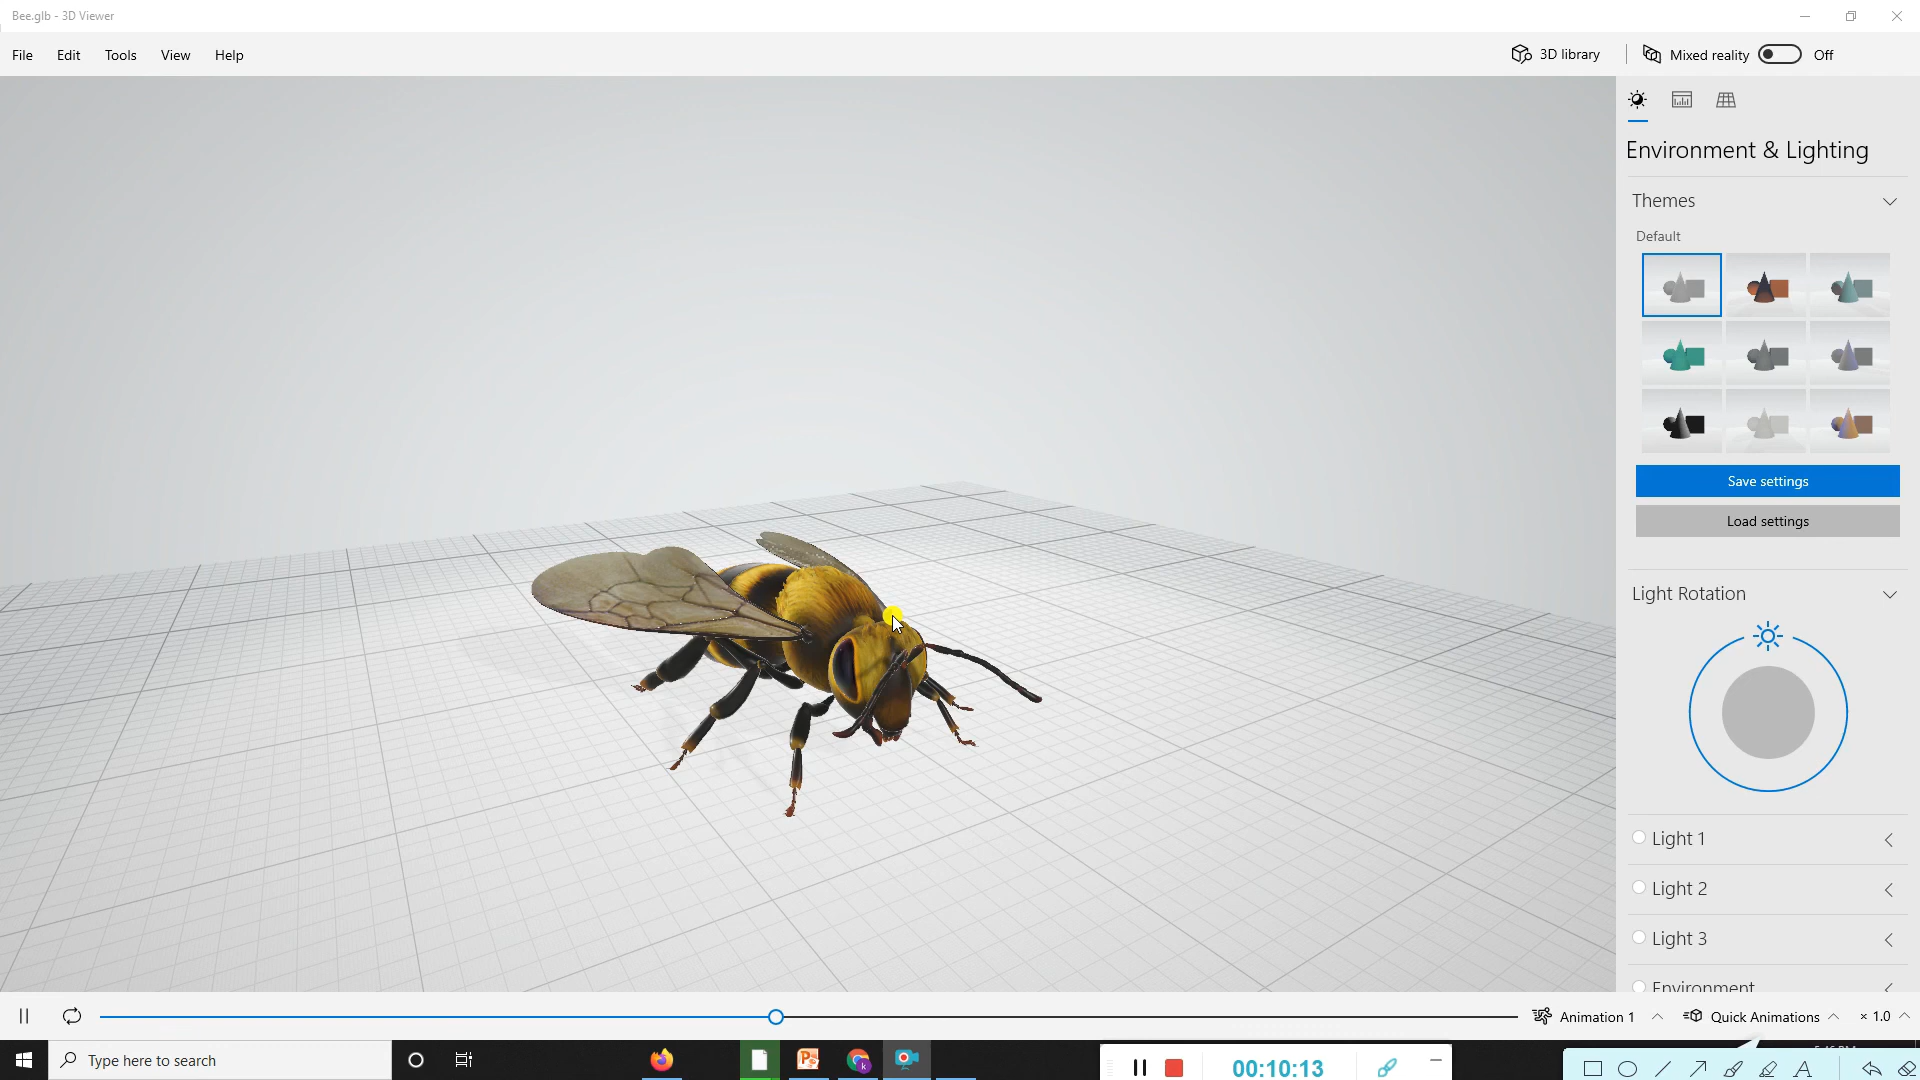 Bee.glb - 3D Viewer
File Edit Tools View Help
3D library
Mixed reality Off
Environment & Lighting
Themes
Default
Save settings
Load settings
Light Rotation
Light 1
Light 2
Light 3
Environment
Animation 1 Quick Animations × 1.0
Type here to search
00:10:13